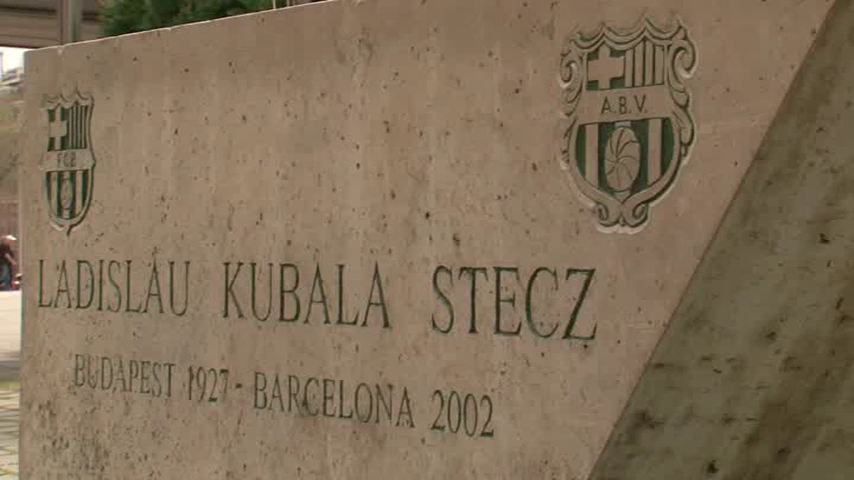 F.C.B.
A.B.V.
LADISLAU KUBALA STECZ
BUDAPEST 1927 - BARCELONA 2002